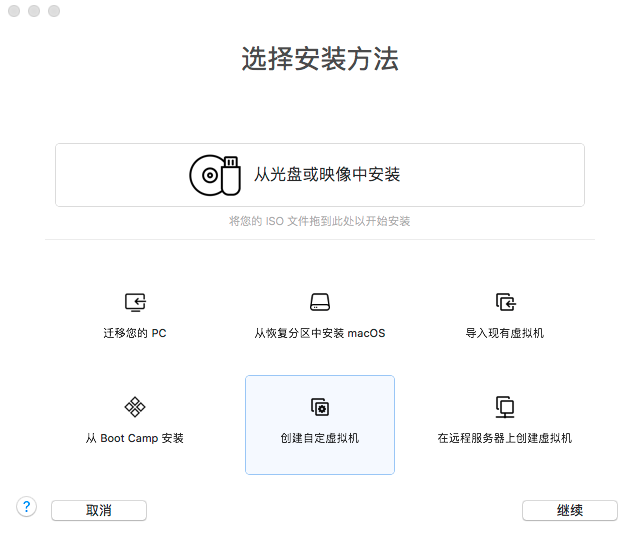 选择安装方法
从光盘或映像中安装
将您的 ISO 文件拖到此处以开始安装
迁移您的 PC
从恢复分区中安装 macOS
导入现有虚拟机
从 Boot Camp 安装
创建自定虚拟机
在远程服务器上创建虚拟机
?
取消
继续